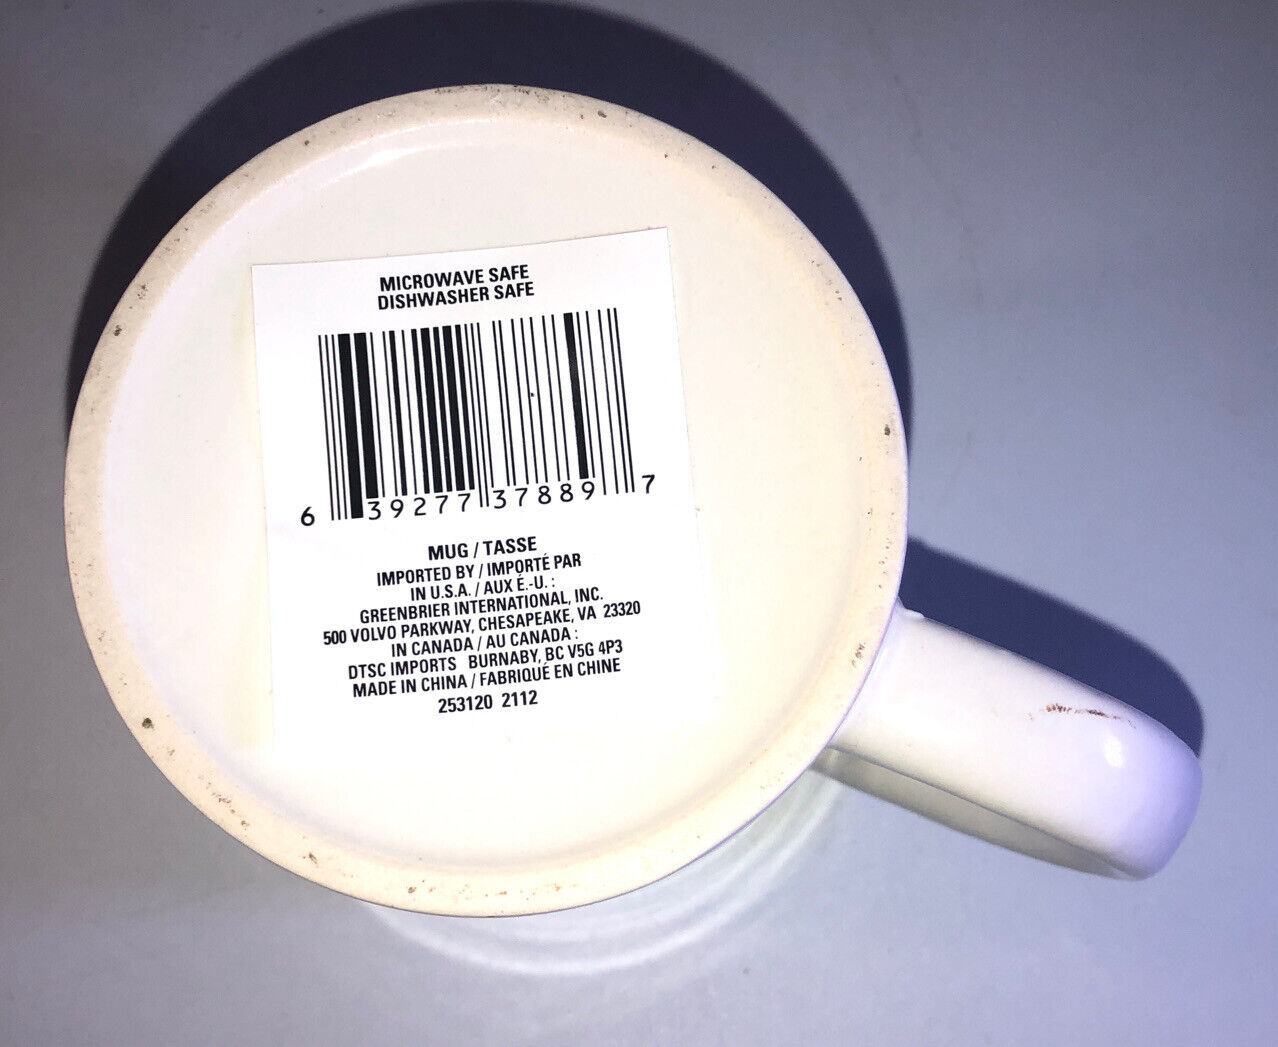 MICROWAVE SAFE
DISHWASHER SAFE
6 39277 37889 7
MUG / TASSE
IMPORTED BY / IMPORTÉ PAR
IN U.S.A. / AUX É.-U. :
GREENBRIER INTERNATIONAL, INC.
500 VOLVO PARKWAY, CHESAPEAKE, VA 23320
IN CANADA / AU CANADA :
DTSC IMPORTS BURNABY, BC V5G 4P3
MADE IN CHINA / FABRIQUÉ EN CHINE
253120 2112